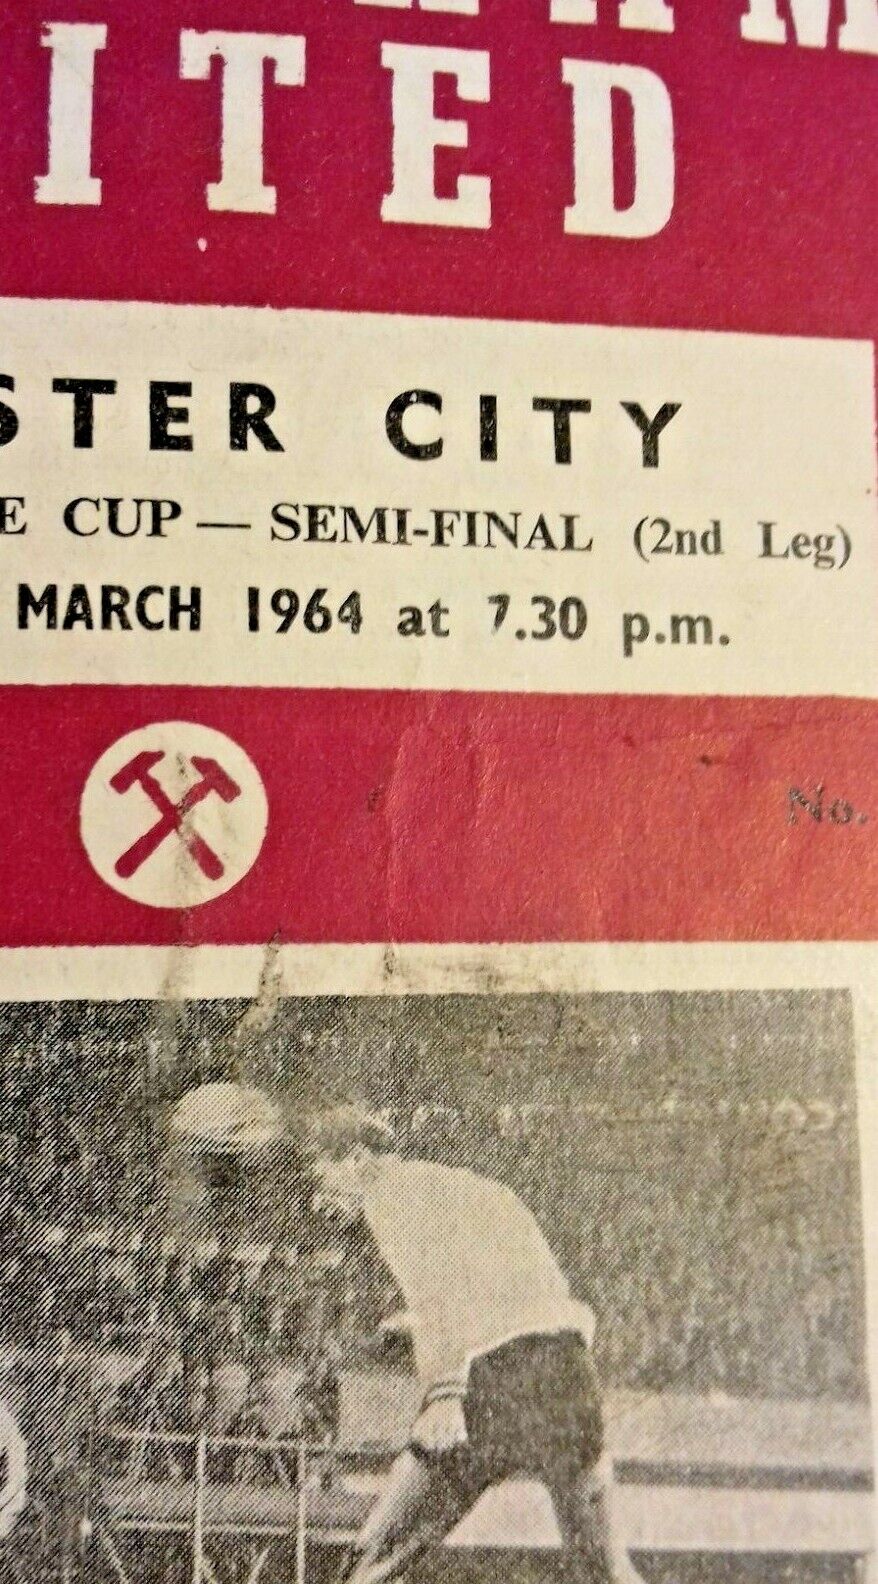 ITED
STER CITY
E CUP — SEMI-FINAL (2nd Leg)
MARCH 1964 at 7.30 p.m.
No.